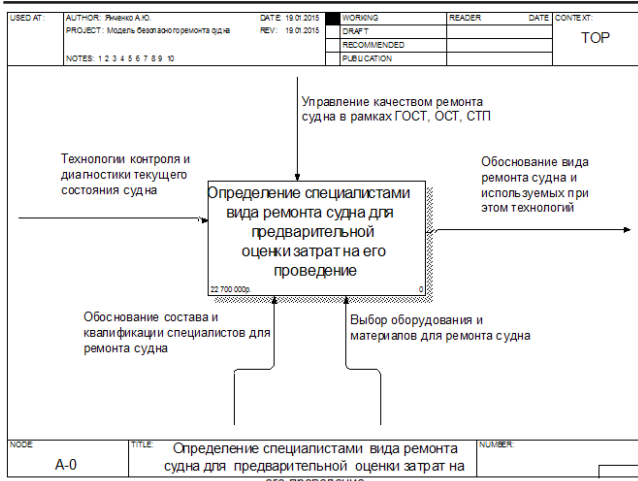 USED AT: AUTHOR: Янченко А.Ю. DATE: 19.01.2015 WORKING READER DATE CONTEXT:
PROJECT: Модель безопасного ремонта судна REV: 19.01.2015 DRAFT TOP
RECOMMENDED
NOTES: 1 2 3 4 5 6 7 8 9 10 PUBLICATION
Управление качеством ремонта
судна в рамках ГОСТ, ОСТ, СТП
Технологии контроля и
диагностики текущего
состояния судна
Определение специалистами
вида ремонта судна для
предварительной
оценки затрат на его
проведение
22 700 000р. 0
Обоснование вида
ремонта судна и
используемых при
этом технологий
Обоснование состава и
квалификации специалистов для
ремонта судна
Выбор оборудования и
материалов для ремонта судна
NODE: TITLE: NUMBER:
A-0
Определение специалистами вида ремонта
судна для предварительной оценки затрат на
его проведение